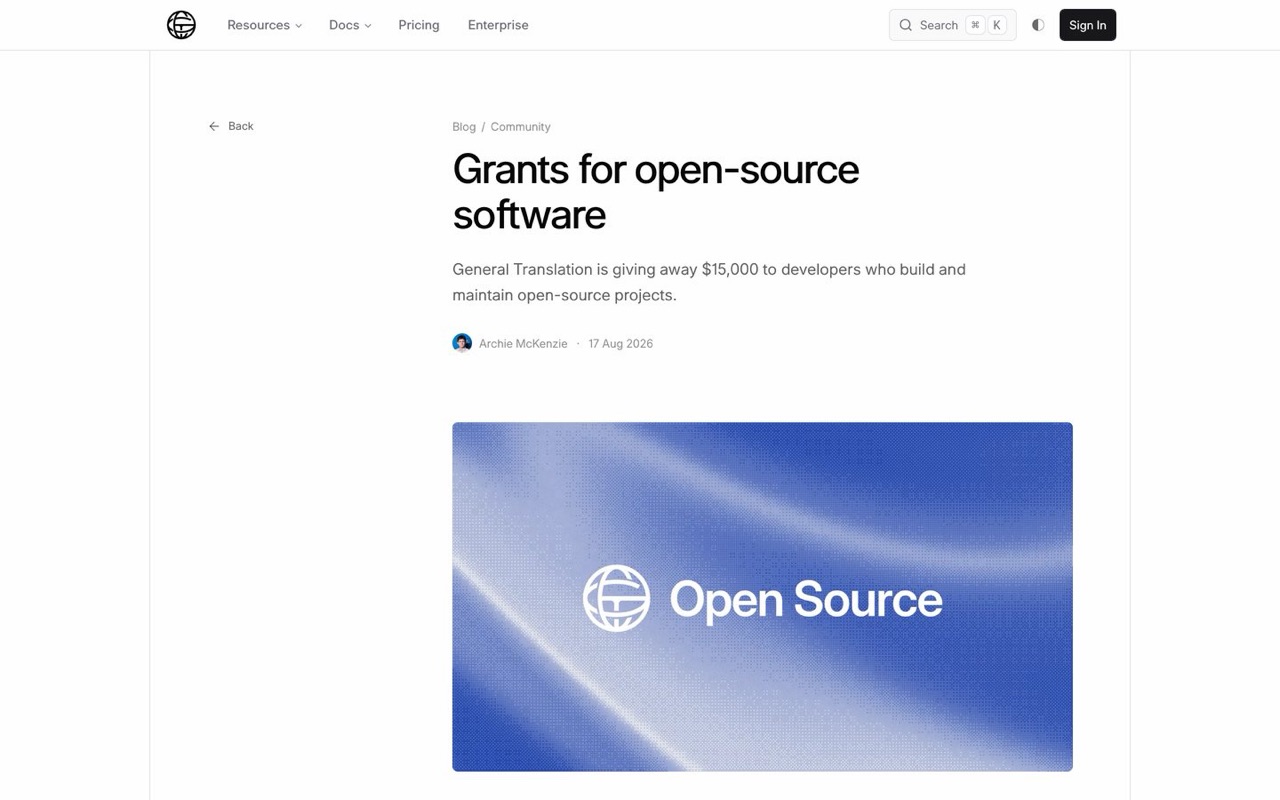 Resources
Docs
Pricing
Enterprise
Search ⌘ K
Sign In
Back
Blog / Community
Grants for open-source
software
General Translation is giving away $15,000 to developers who build and
maintain open-source projects.
Archie McKenzie · 17 Aug 2026
Open Source